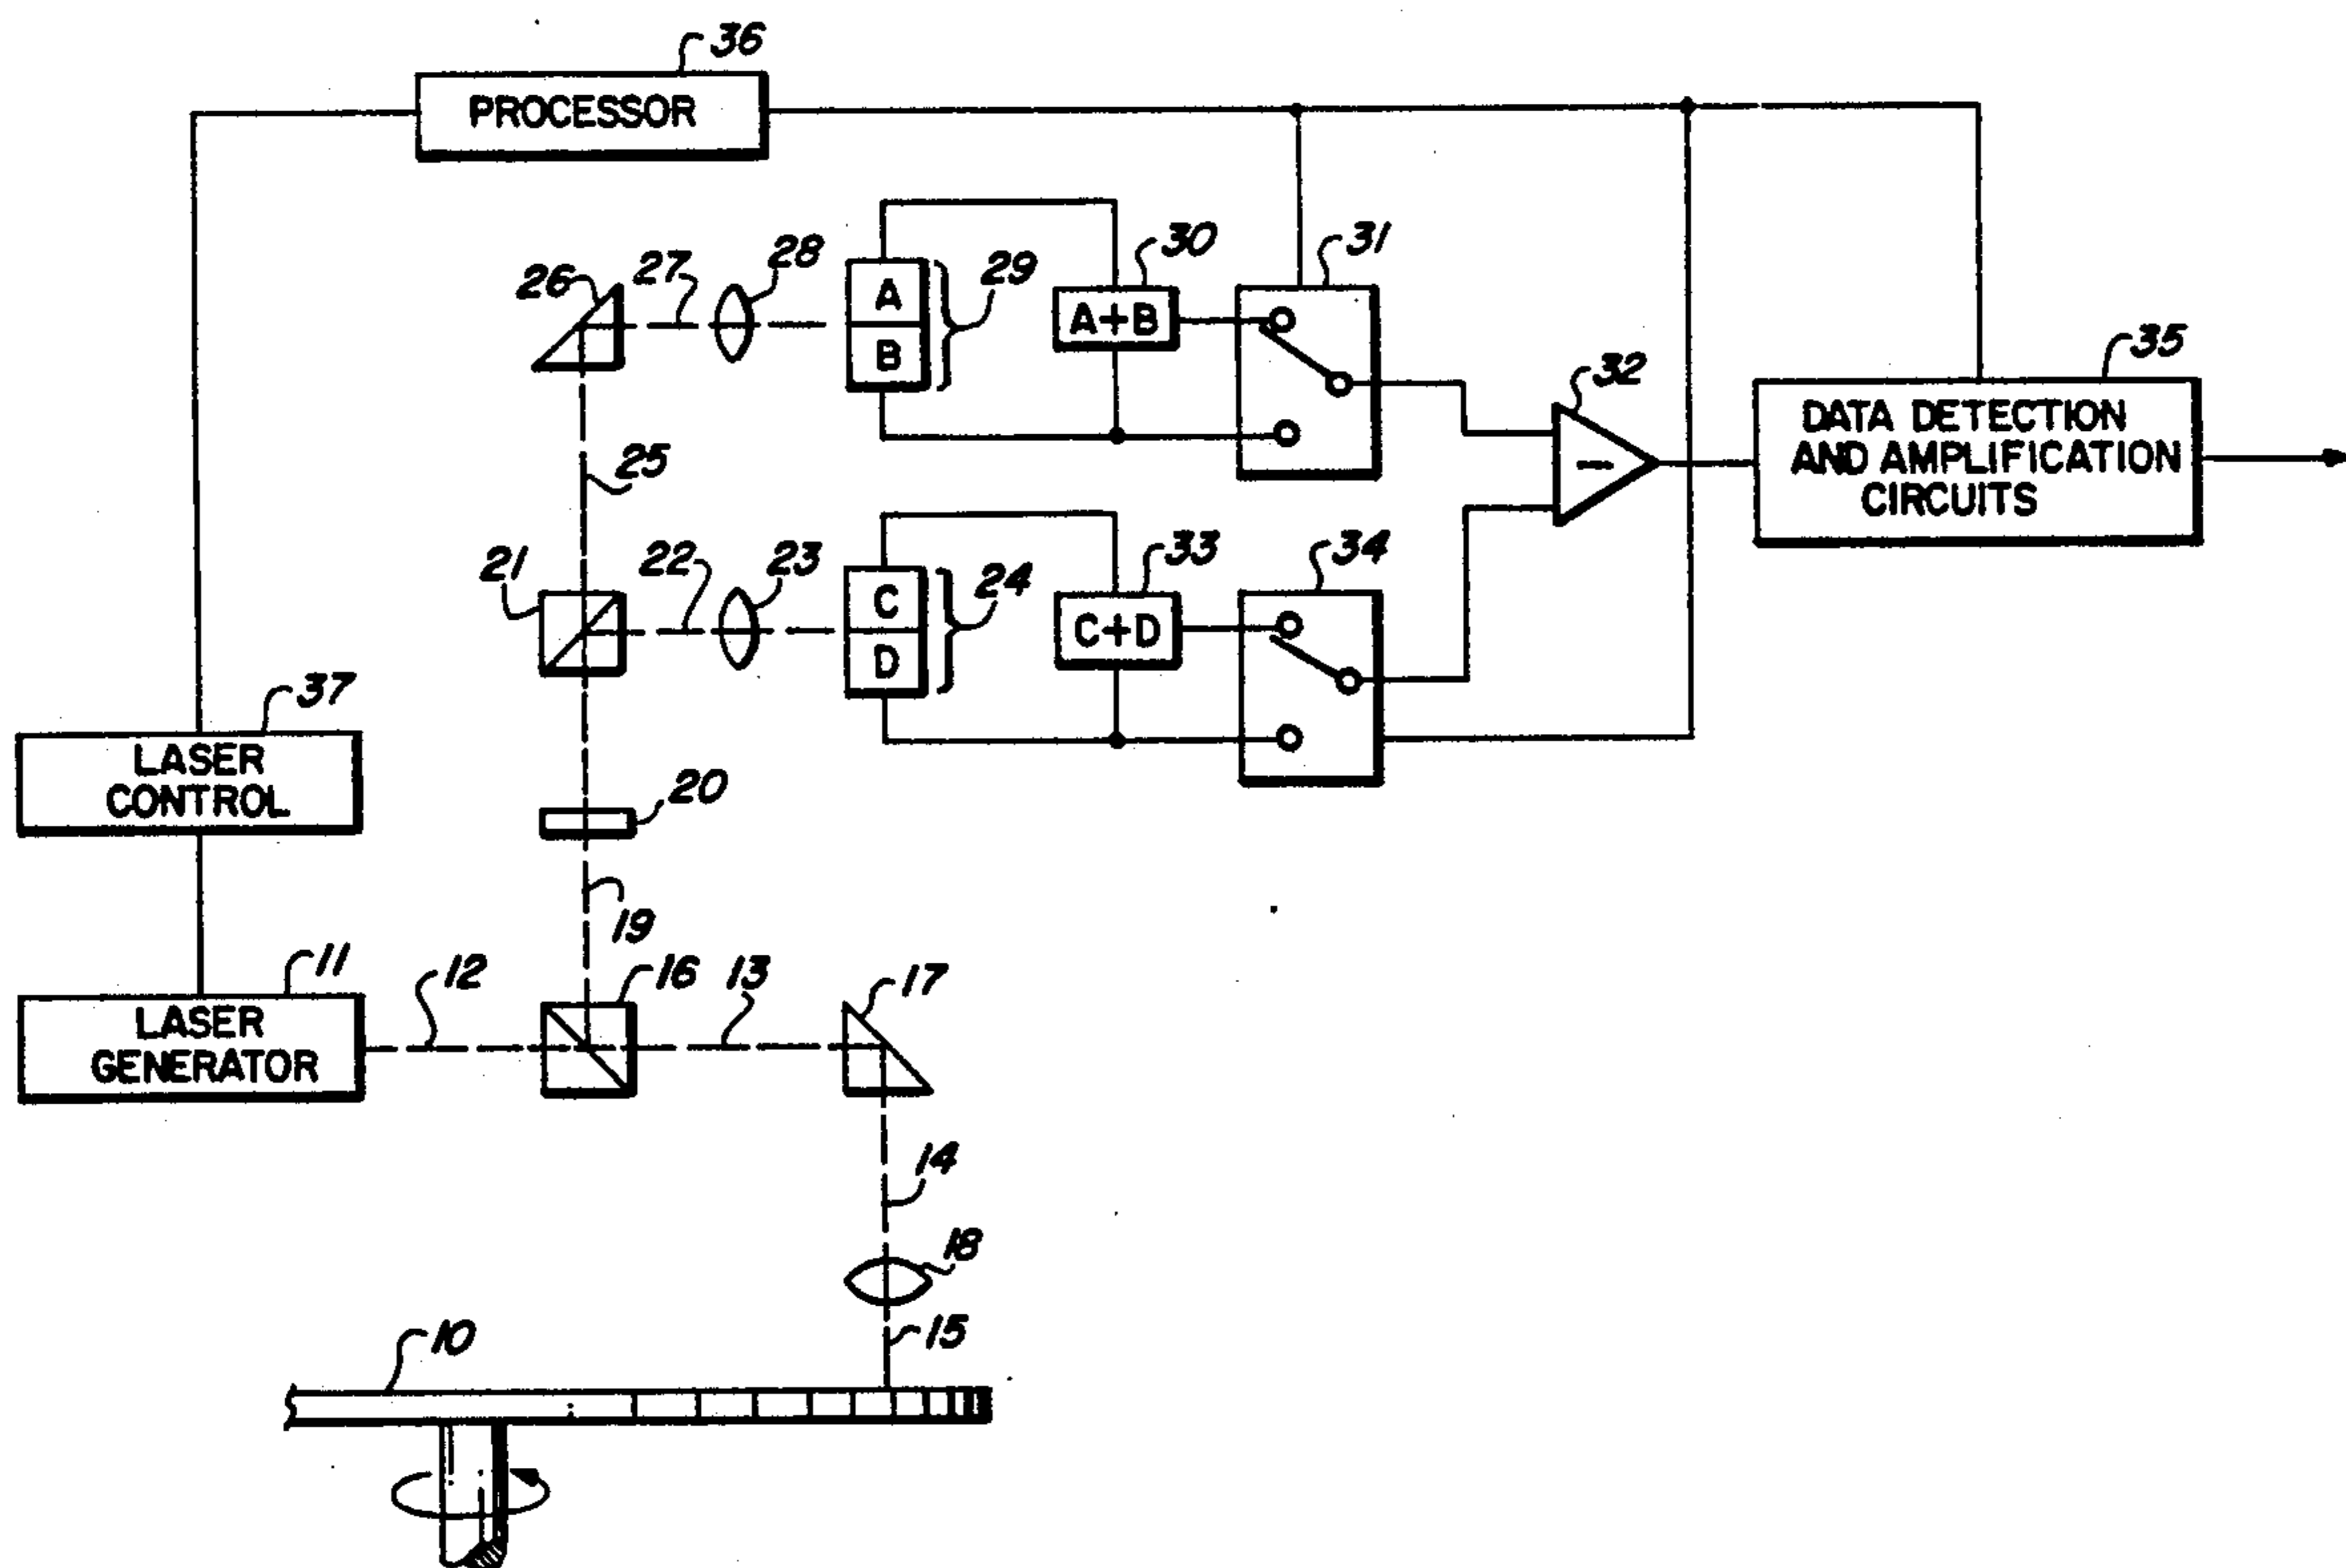 36
PROCESSOR
26
27
28
A
B
29
30
A+B
31
32
35
DATA DETECTION
AND AMPLIFICATION
CIRCUITS
25
21
22
23
C
D
24
33
C+D
34
37
LASER
CONTROL
20
19
11
LASER
GENERATOR
12
16
13
17
14
18
15
10